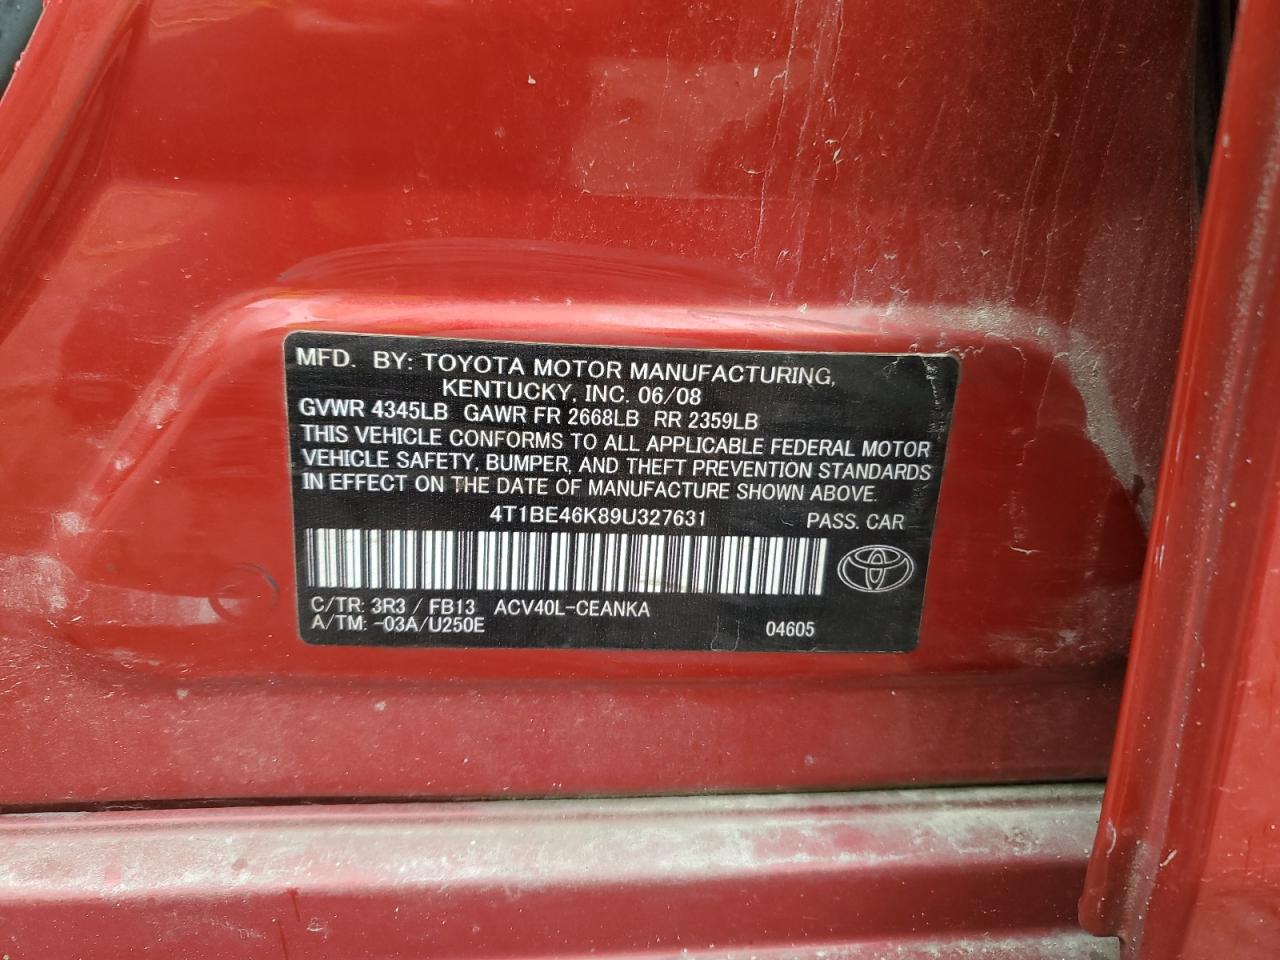 MFD. BY: TOYOTA MOTOR MANUFACTURING,
KENTUCKY, INC. 06/08
GVWR 4345LB GAWR FR 2668LB RR 2359LB
THIS VEHICLE CONFORMS TO ALL APPLICABLE FEDERAL MOTOR
VEHICLE SAFETY, BUMPER, AND THEFT PREVENTION STANDARDS
IN EFFECT ON THE DATE OF MANUFACTURE SHOWN ABOVE.
4T1BE46K89U327631 PASS. CAR
C/TR: 3R3 / FB13 ACV40L-CEANKA
A/TM: -03A/U250E 04605